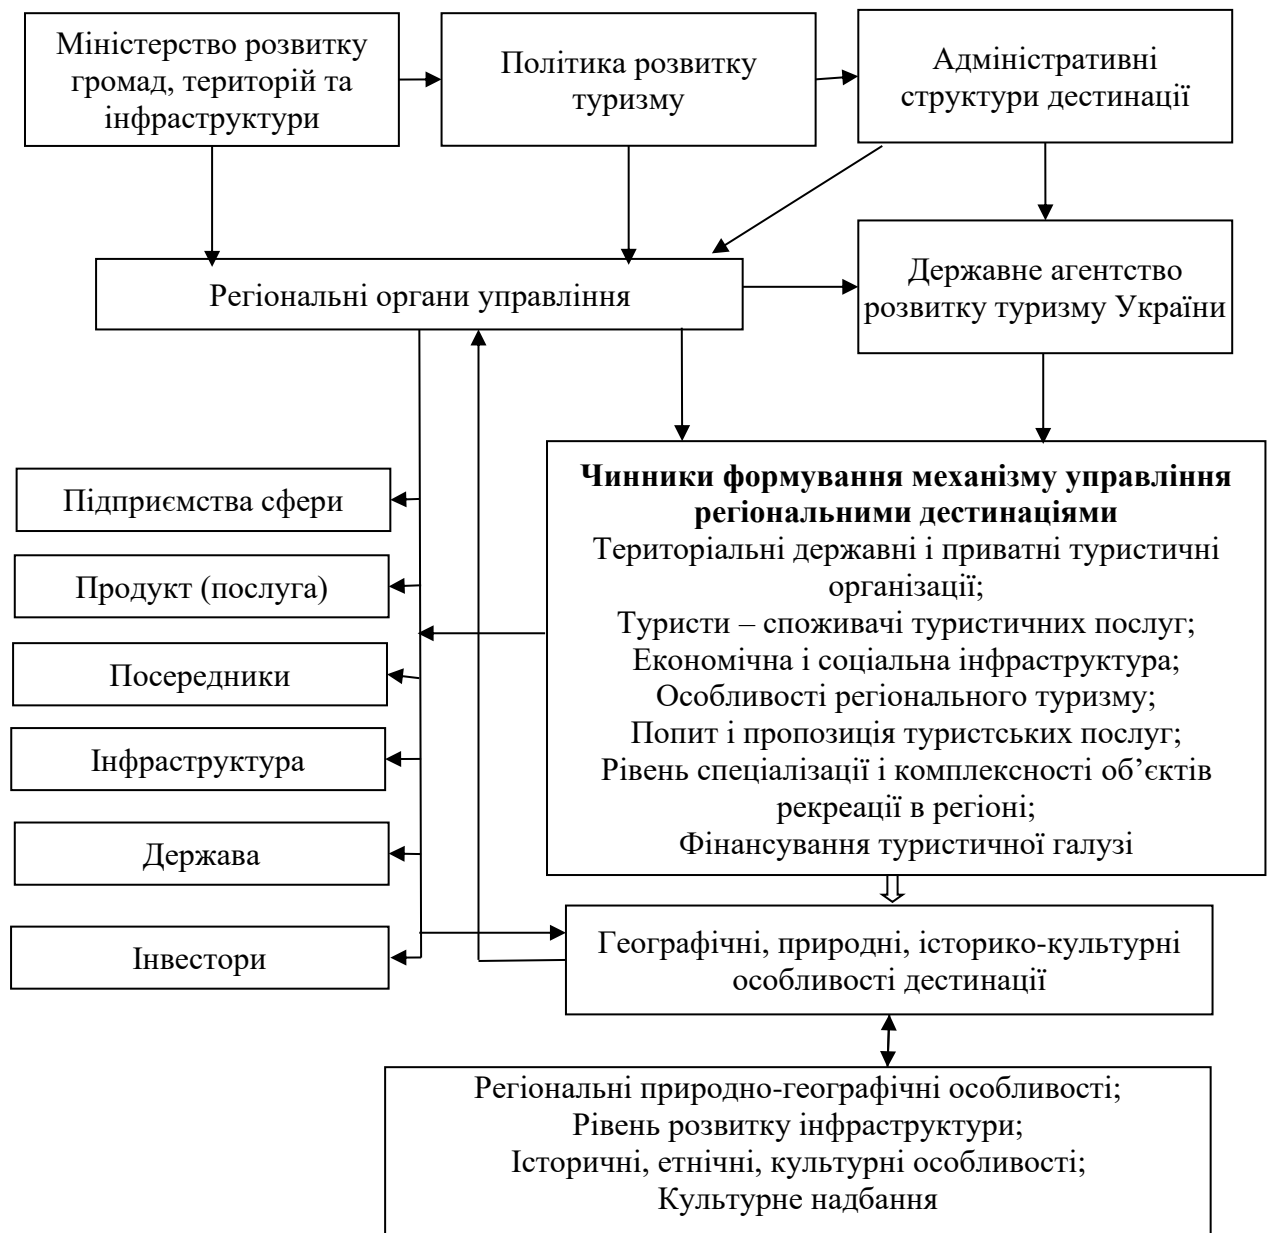 Міністерство розвитку
громад, територій та
інфраструктури
Політика розвитку
туризму
Адміністративні
структури дестинації
Регіональні органи управління
Державне агентство
розвитку туризму України
Підприємства сфери
Продукт (послуга)
Посередники
Інфраструктура
Держава
Інвестори
Чинники формування механізму управління
регіональними дестинаціями
Територіальні державні і приватні туристичні
організації;
Туристи – споживачі туристичних послуг;
Економічна і соціальна інфраструктура;
Особливості регіонального туризму;
Попит і пропозиція туристських послуг;
Рівень спеціалізації і комплексності об’єктів
рекреації в регіоні;
Фінансування туристичної галузі
Географічні, природні, історико-культурні
особливості дестинації
Регіональні природно-географічні особливості;
Рівень розвитку інфраструктури;
Історичні, етнічні, культурні особливості;
Культурне надбання